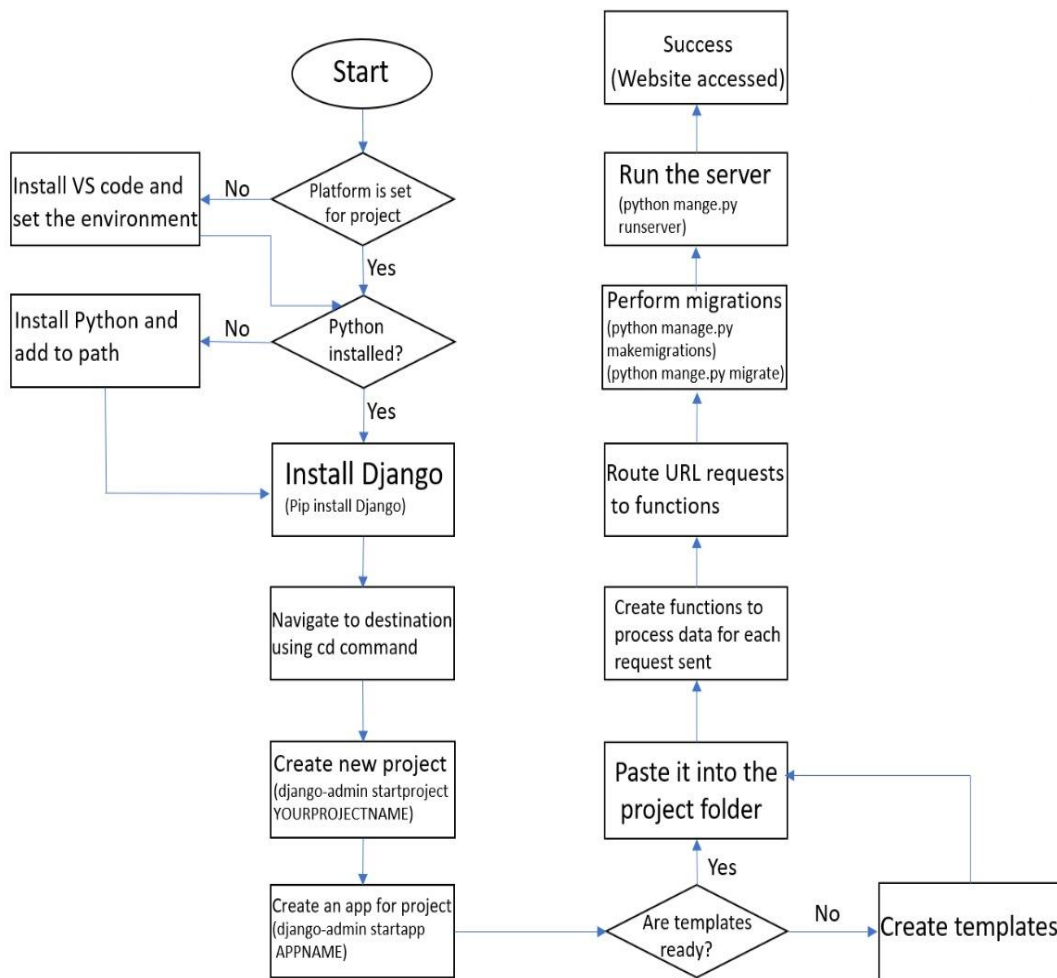 Start
Platform is set
for project
No
Install VS code and
set the environment
Yes
Python
installed?
No
Install Python and
add to path
Yes
Install Django
(Pip install Django)
Navigate to destination
using cd command
Create new project
(django-admin startproject
YOURPROJECTNAME)
Create an app for project
(django-admin startapp
APPNAME)
Are templates
ready?
No
Create templates
Yes
Paste it into the
project folder
Create functions to
process data for each
request sent
Route URL requests
to functions
Perform migrations
(python manage.py
makemigrations)
(python mange.py migrate)
Run the server
(python mange.py
runserver)
Success
(Website accessed)